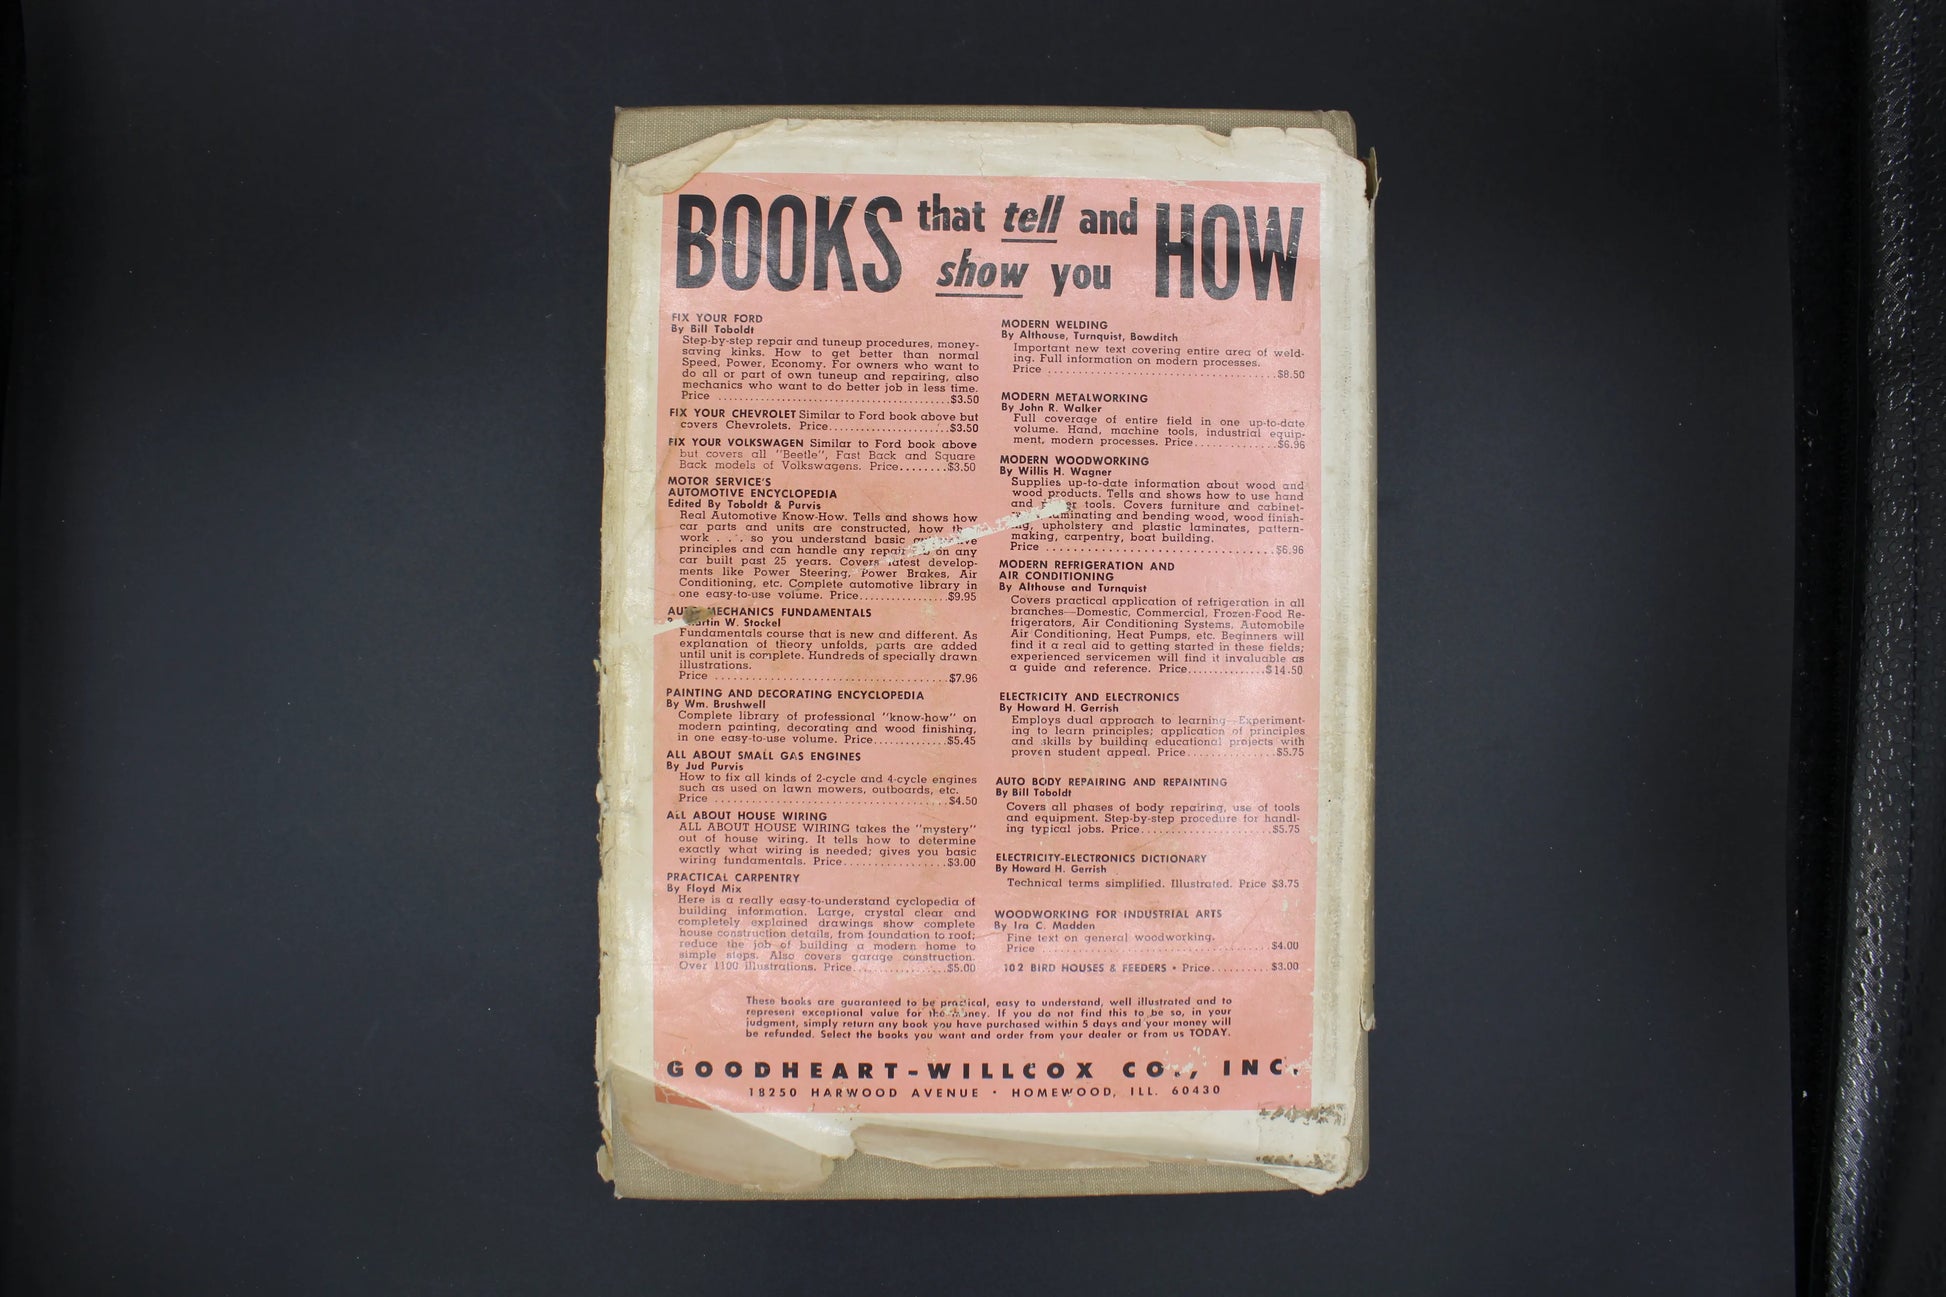 BOOKS that tell and show you HOW
FIX YOUR FORD
By Bill Toboldt
Step-by-step repair and tuneup procedures, money-
saving kinks. How to get better than normal
Speed, Power, Economy. For owners who want to
do all or part of own tuneup and repairing, also
mechanics who want to do better job in less time.
Price ........................................$3.50
FIX YOUR CHEVROLET Similar to Ford book above but
covers Chevrolets. Price.....................$3.50
FIX YOUR VOLKSWAGEN Similar to Ford book above
but covers all "Beetle", Fast Back and Square
Back models of Volkswagens. Price........$3.50
MOTOR SERVICE'S
AUTOMOTIVE ENCYCLOPEDIA
Edited By Toboldt & Purvis
Real Automotive Know-How. Tells and shows how
car parts and units are constructed, how
work . . . so you understand basic
principles and can handle any on any
car built past 25 years. Covers latest develop-
ments like Power Steering, Power Brakes, Air
Conditioning, etc. Complete automotive library in
one easy-to-use volume. Price...............$9.95
AUTO MECHANICS FUNDAMENTALS
Martin W. Stockel
Fundamentals course that is new and different. As
explanation of theory unfolds, parts are added
until unit is complete. Hundreds of specially drawn
illustrations.
Price ........................................$7.96
PAINTING AND DECORATING ENCYCLOPEDIA
By Wm. Brushwell
Complete library of professional "know-how" on
modern painting, decorating and wood finishing,
in one easy-to-use volume. Price.............$5.45
ALL ABOUT SMALL GAS ENGINES
By Jud Purvis
How to fix all kinds of 2-cycle and 4-cycle engines
such as used on lawn mowers, outboards, etc.
Price ........................................$4.50
ALL ABOUT HOUSE WIRING
ALL ABOUT HOUSE WIRING takes the "mystery"
out of house wiring. It tells how to determine
exactly what wiring is needed; gives you basic
wiring fundamentals. Price..................$3.00
PRACTICAL CARPENTRY
By Floyd Mix
Here is a really easy-to-understand cyclopedia of
building information. Large, crystal clear and
completely explained drawings show complete
house construction details, from foundation to roof;
reduce the job of building a modern home to
simple steps. Also covers garage construction.
Over 1100 illustrations. Price................$5.00
MODERN WELDING
By Althouse, Turnquist, Bowditch
Important new text covering entire area of weld-
ing. Full information on modern processes.
Price ........................................$8.50
MODERN METALWORKING
By John R. Walker
Full coverage of entire field in one up-to-date
volume. Hand, machine tools, industrial equip-
ment, modern processes. Price..............$6.96
MODERN WOODWORKING
By Willis H. Wagner
Supplies up-to-date information about wood and
wood products. Tells and shows how to use hand
and tools. Covers furniture and cabinet-
laminating and bending wood, wood finish-
ing, upholstery and plastic laminates, pattern-
making, carpentry, boat building.
Price ........................................$6.96
MODERN REFRIGERATION AND
AIR CONDITIONING
By Althouse and Turnquist
Covers practical application of refrigeration in all
branches—Domestic, Commercial, Frozen-Food Re-
frigerators, Air Conditioning Systems, Automobile
Air Conditioning, Heat Pumps, etc. Beginners will
find it a real aid to getting started in these fields;
experienced servicemen will find it invaluable as
a guide and reference. Price..............$14.50
ELECTRICITY AND ELECTRONICS
By Howard H. Gerrish
Employs dual approach to learning—Experiment-
ing to learn principles; application of principles
and skills by building educational projects with
proven student appeal. Price...............$5.75
AUTO BODY REPAIRING AND REPAINTING
By Bill Toboldt
Covers all phases of body repairing, use of tools
and equipment. Step-by-step procedure for handl-
ing typical jobs. Price.......................$5.75
ELECTRICITY-ELECTRONICS DICTIONARY
By Howard H. Gerrish
Technical terms simplified. Illustrated. Price $3.75
WOODWORKING FOR INDUSTRIAL ARTS
By Ira C. Madden
Fine text on general woodworking.
Price ........................................$4.00
102 BIRD HOUSES & FEEDERS • Price..........$3.00
These books are guaranteed to be practical, easy to understand, well illustrated and to
represent exceptional value for the money. If you do not find this to be so, in your
judgment, simply return any book you have purchased within 5 days and your money will
be refunded. Select the books you want and order from your dealer or from us TODAY.
GOODHEART-WILLCOX CO., INC.
18250 HARWOOD AVENUE • HOMEWOOD, ILL. 60430